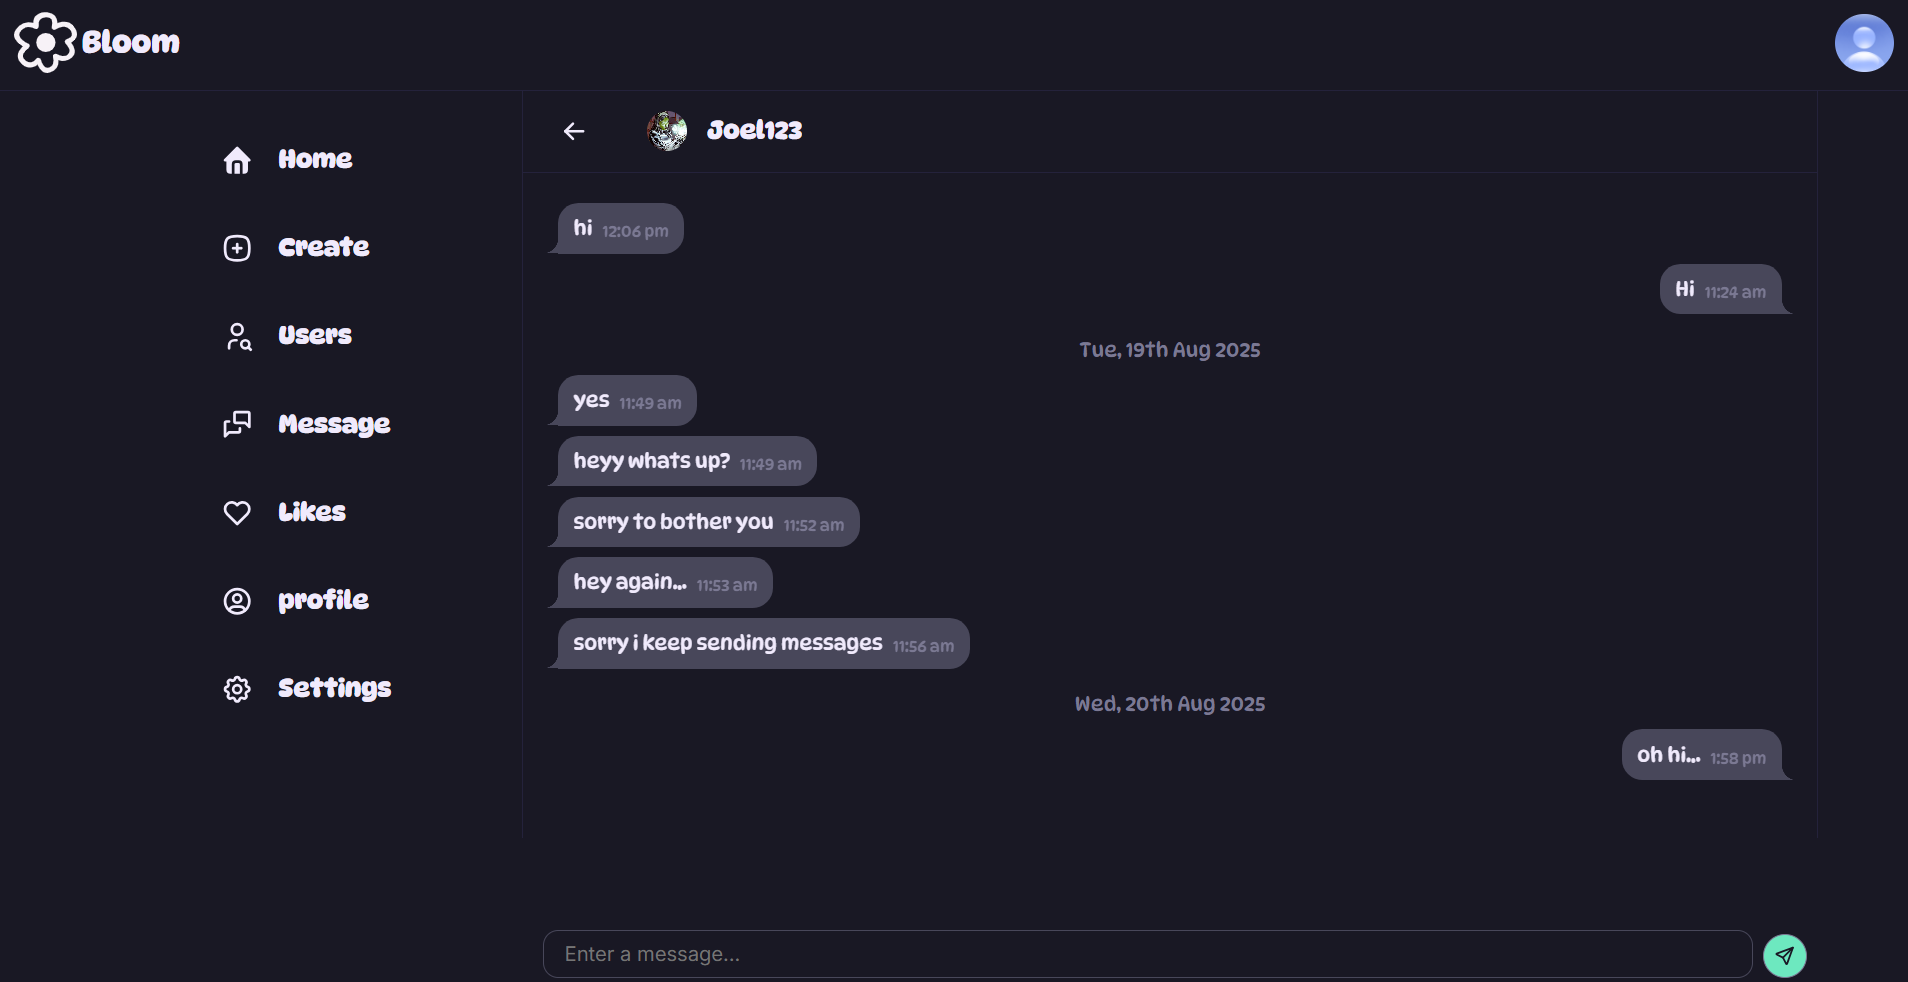 Bloom
Home
Create
Users
Message
Likes
profile
Settings
Joel123
hi 12:06 pm
Hi 11:24 am
Tue, 19th Aug 2025
yes 11:49 am
heyy whats up? 11:49 am
sorry to bother you 11:52 am
hey again... 11:53 am
sorry i keep sending messages 11:56 am
Wed, 20th Aug 2025
oh hi... 1:58 pm
Enter a message...